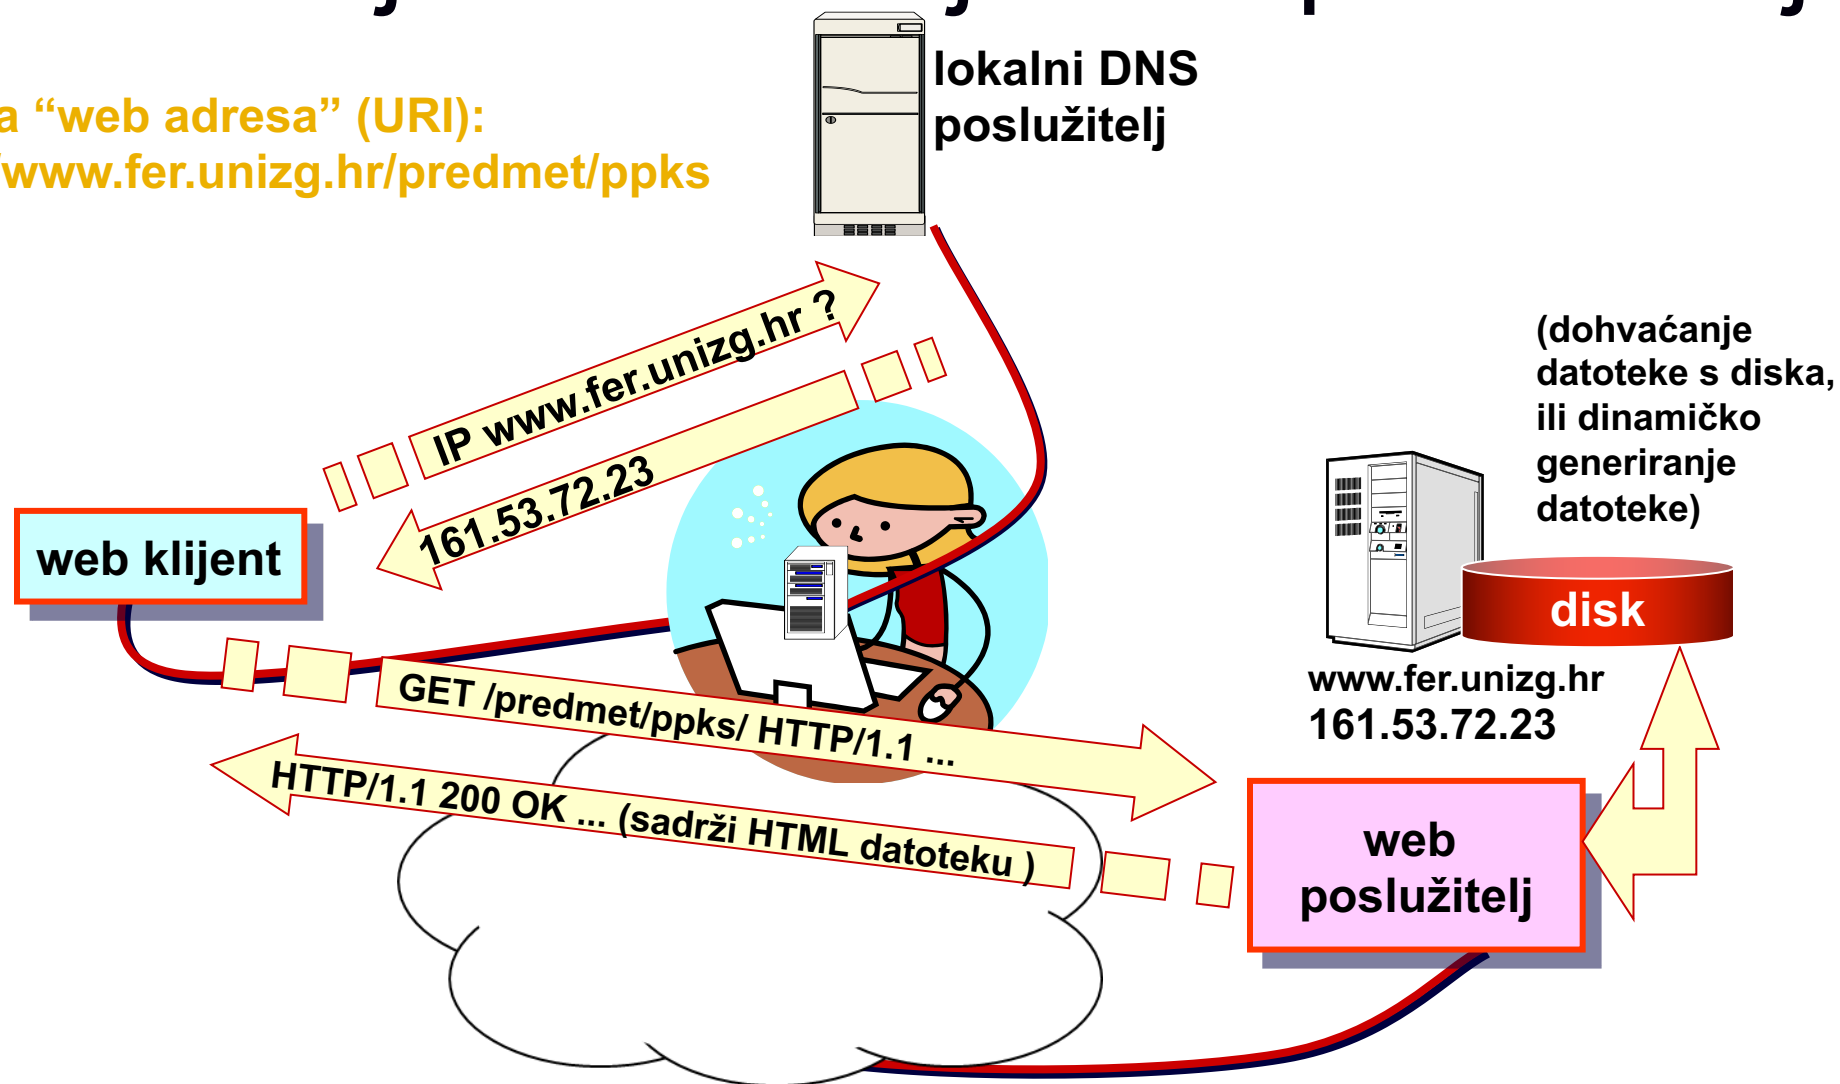 lokalni DNS
poslužitelj
a “web adresa” (URI):
/www.fer.unizg.hr/predmet/ppks
IP www.fer.unizg.hr ?
161.53.72.23
(dohvaćanje
datoteke s diska,
ili dinamičko
generiranje
datoteke)
web klijent
disk
www.fer.unizg.hr
161.53.72.23
GET /predmet/ppks/ HTTP/1.1 ...
HTTP/1.1 200 OK ... (sadrži HTML datoteku )
web
poslužitelj